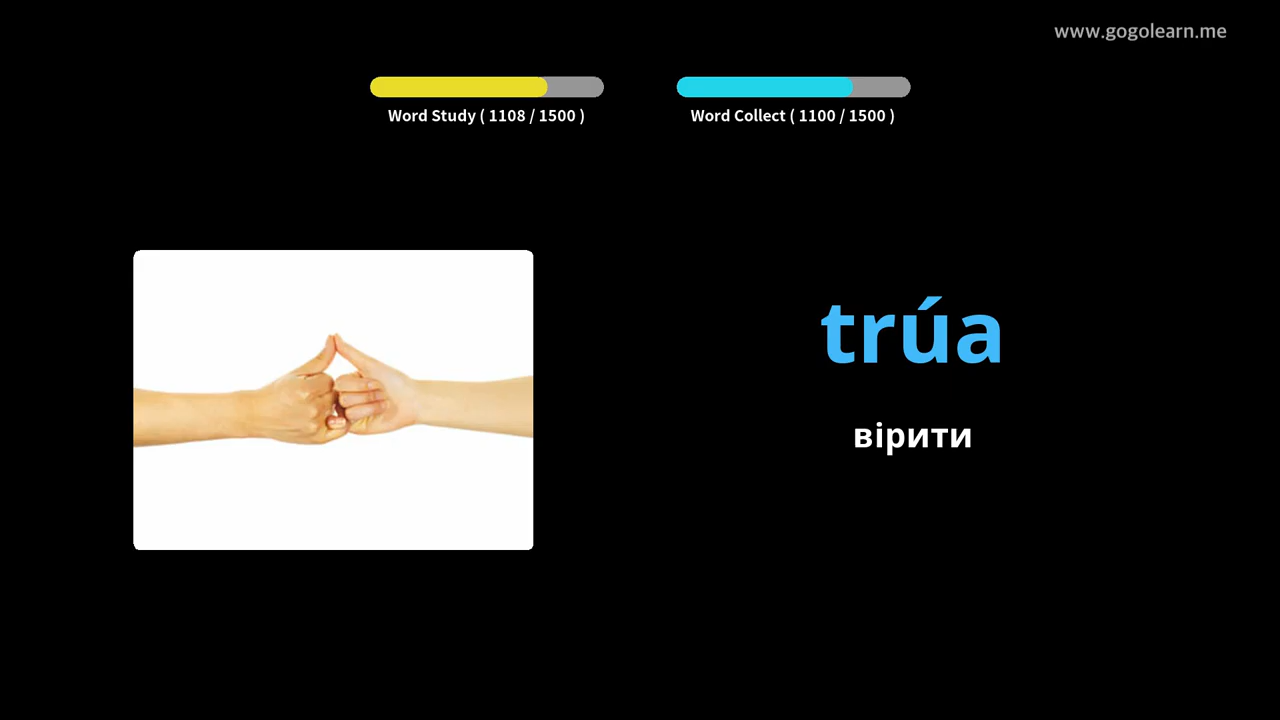 www.gogolearn.me
Word Study ( 1108 / 1500 )
Word Collect ( 1100 / 1500 )
trúa
вірити